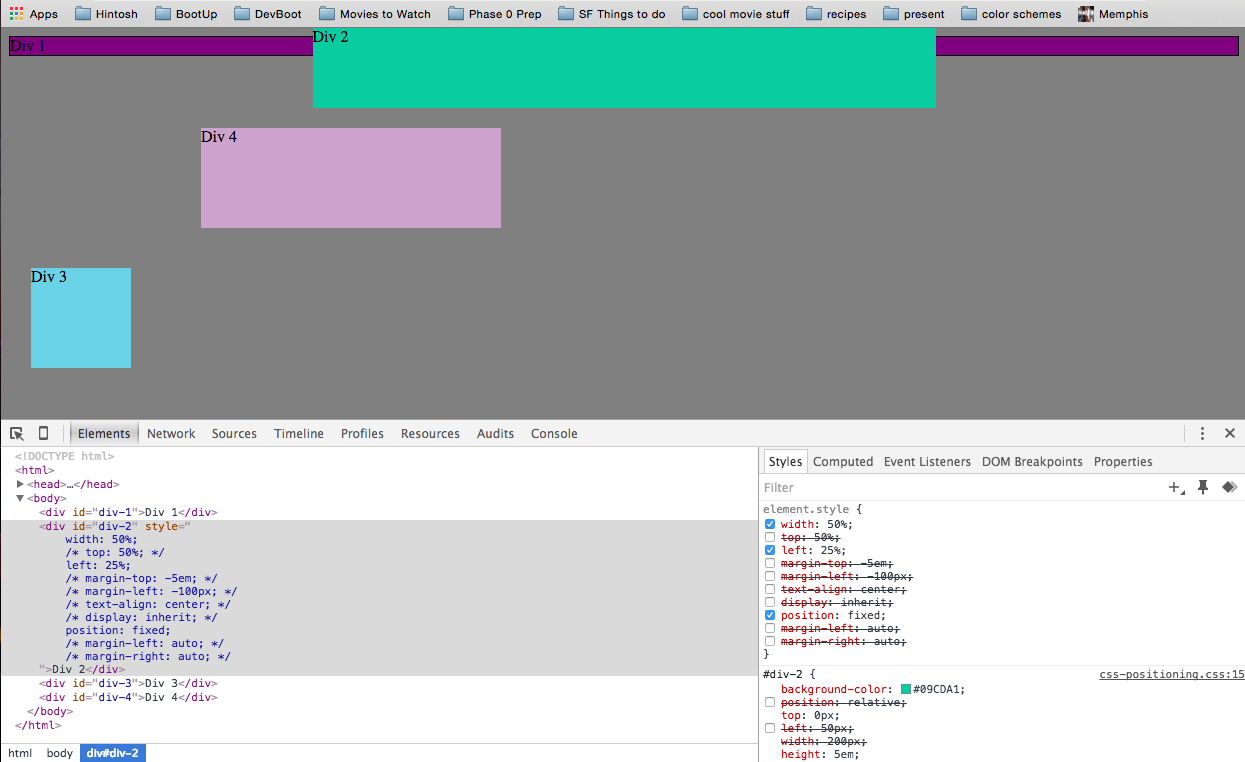 Apps Hintosh BootUp DevBoot Movies to Watch Phase 0 Prep SF Things to do cool movie stuff recipes present color schemes Memphis
Div 1
Div 2
Div 4
Div 3
Elements Network Sources Timeline Profiles Resources Audits Console
<!DOCTYPE html>
<html>
<head>…</head>
<body>
<div id="div-1">Div 1</div>
<div id="div-2" style="
width: 50%;
/* top: 50%; */
left: 25%;
/* margin-top: -5em; */
/* margin-left: -100px; */
/* text-align: center; */
/* display: inherit; */
position: fixed;
/* margin-left: auto; */
/* margin-right: auto; */
">Div 2</div>
<div id="div-3">Div 3</div>
<div id="div-4">Div 4</div>
</body>
</html>
html body div#div-2
Styles Computed Event Listeners DOM Breakpoints Properties
Filter
element.style {
width: 50%;
top: 50%;
left: 25%;
margin-top: -5em;
margin-left: -100px;
text-align: center;
display: inherit;
position: fixed;
margin-left: auto;
margin-right: auto;
}
#div-2 { css-positioning.css:15
background-color: #09CDA1;
position: relative;
top: 0px;
left: 50px;
width: 200px;
height: 5em;